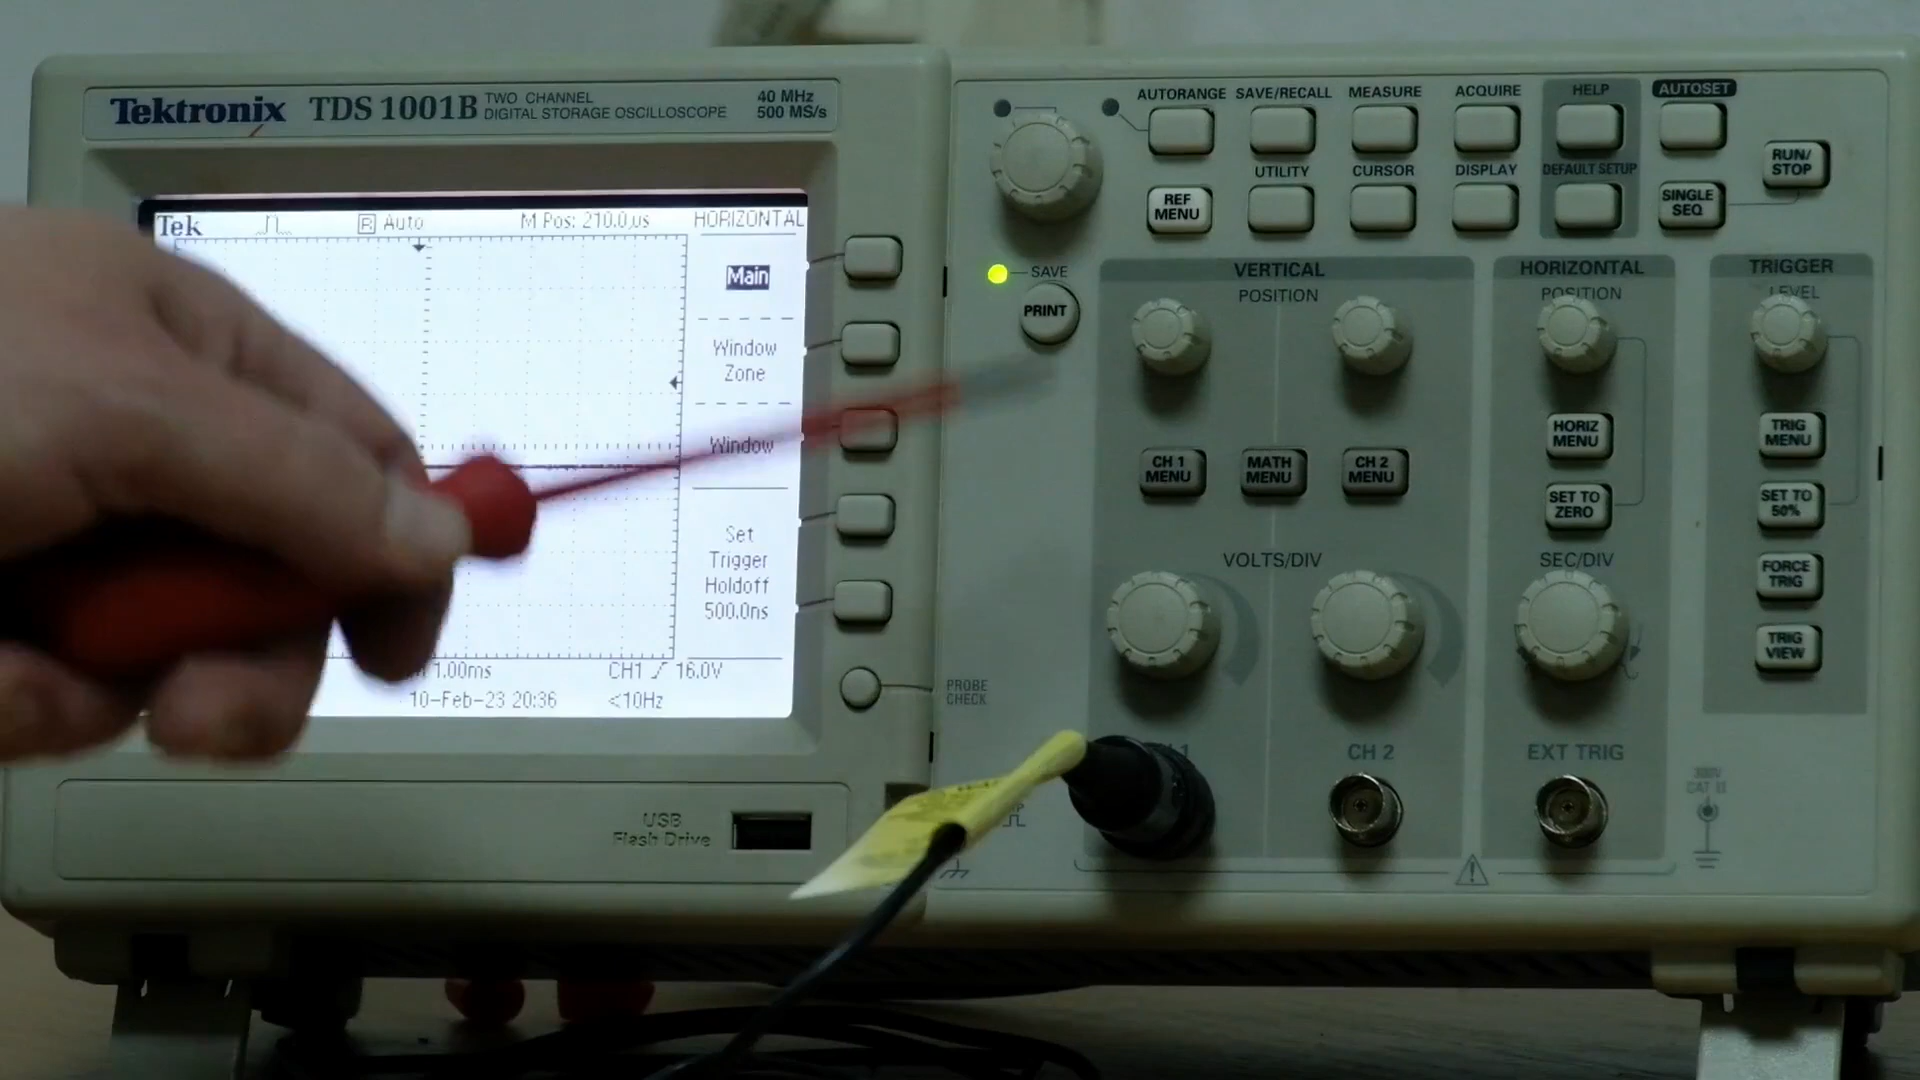 Tektronix TDS 1001B TWO CHANNEL DIGITAL STORAGE OSCILLOSCOPE 40 MHz 500 MS/s
Tek R Auto M Pos: 210.0µs HORIZONTAL
Main
Window
Zone
Window
Set
Trigger
Holdoff
500.0ns
1.00ms CH1 16.0V
10-Feb-23 20:36 <10Hz
USB
Flash Drive
PROBE
CHECK
AUTORANGE SAVE/RECALL MEASURE ACQUIRE HELP AUTOSET
UTILITY CURSOR DISPLAY DEFAULT SETUP
REF
MENU
RUN/
STOP
SINGLE
SEQ
SAVE
PRINT
VERTICAL
POSITION
CH 1
MENU
MATH
MENU
CH 2
MENU
VOLTS/DIV
CH 2
HORIZONTAL
POSITION
HORIZ
MENU
SET TO
ZERO
SEC/DIV
EXT TRIG
TRIGGER
LEVEL
TRIG
MENU
SET TO
50%
FORCE
TRIG
TRIG
VIEW
300V
CAT II